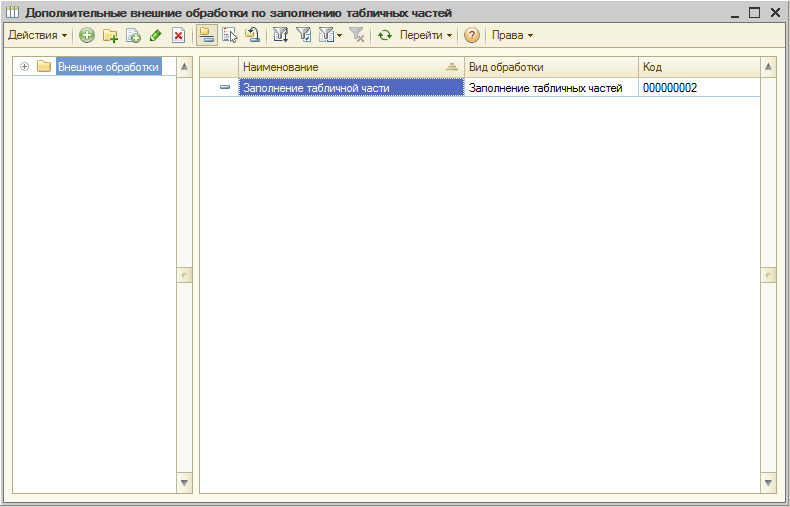 Дополнительные внешние обработки по заполнению табличных частей
Действия Перейти Права
Внешние обработки
Наименование Вид обработки Код
Заполнение табличной части Заполнение табличных частей 000000002